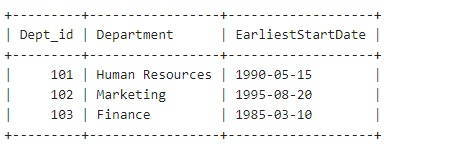 +---------+-----------------+-------------------+
| Dept_id | Department      | EarliestStartDate |
+---------+-----------------+-------------------+
|     101 | Human Resources | 1990-05-15        |
|     102 | Marketing       | 1995-08-20        |
|     103 | Finance         | 1985-03-10        |
+---------+-----------------+-------------------+